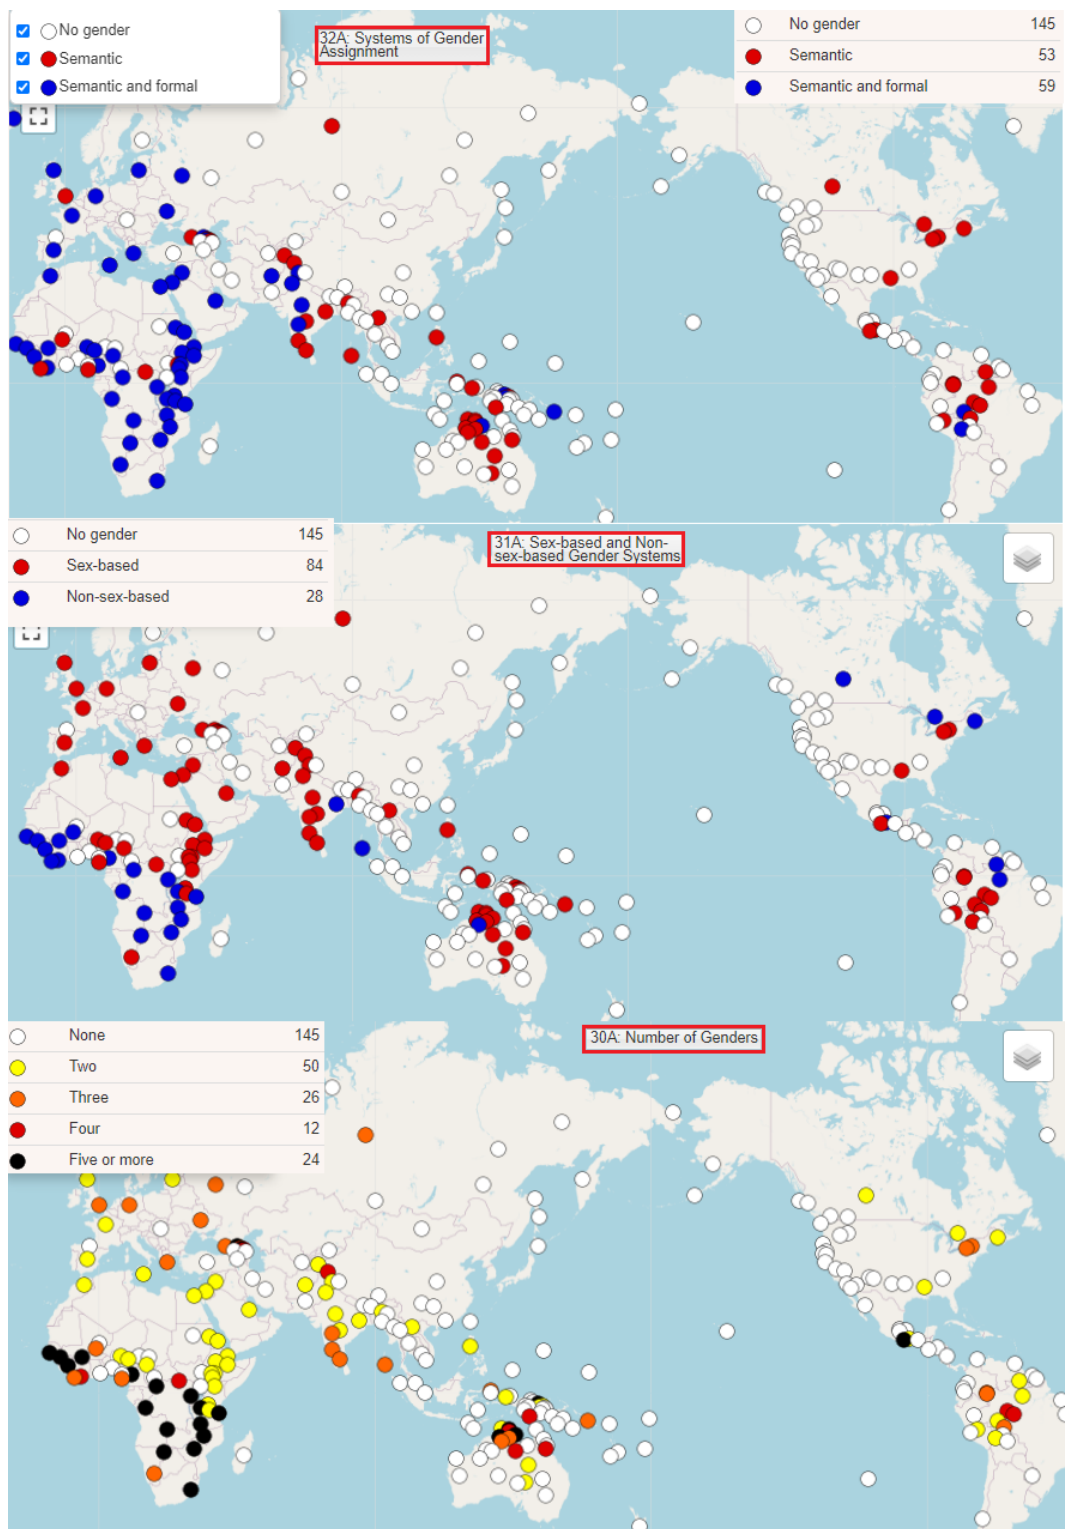 No gender
Semantic
Semantic and formal
32A: Systems of Gender
Assignment
No gender 145
Semantic 53
Semantic and formal 59
No gender 145
Sex-based 84
Non-sex-based 28
31A: Sex-based and Non-
sex-based Gender Systems
None 145
Two 50
Three 26
Four 12
Five or more 24
30A: Number of Genders